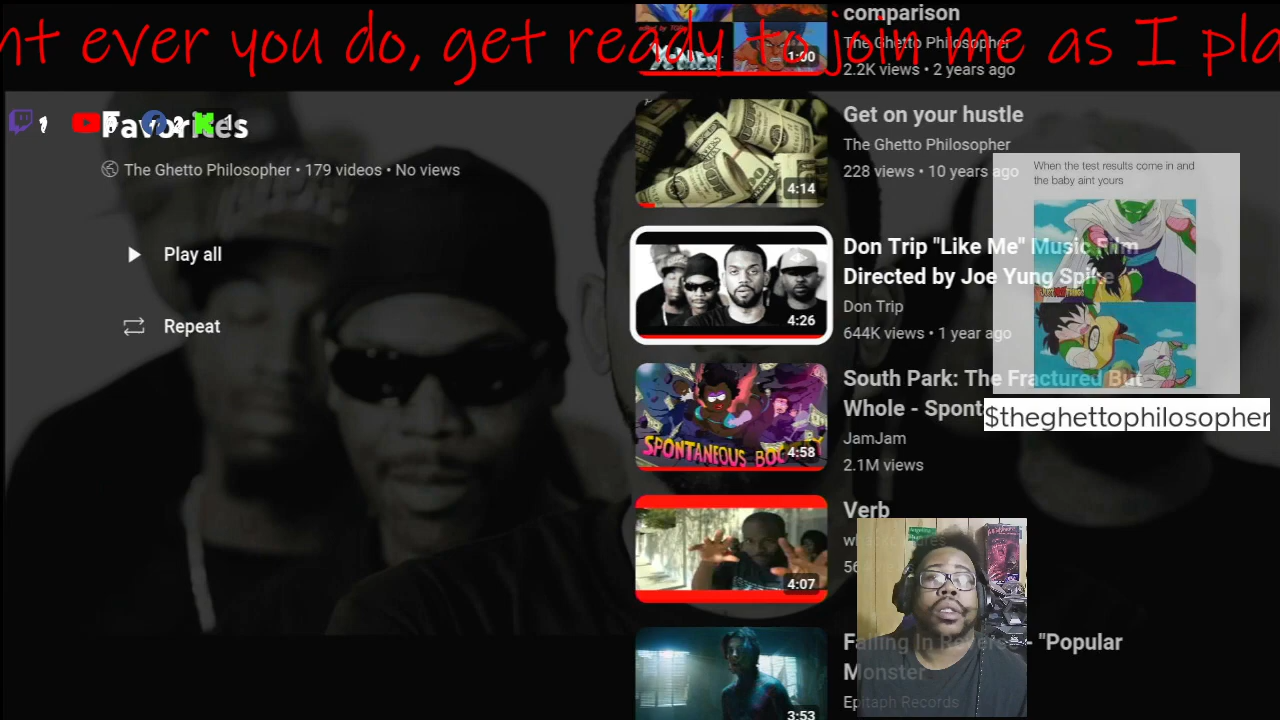 nt ever you do, get ready to join me as I pla
Favorites
The Ghetto Philosopher • 179 videos • No views
Play all
Repeat
comparison
The Ghetto Philosopher
2.2K views • 2 years ago
1:00
Get on your hustle
The Ghetto Philosopher
228 views • 10 years ago
4:14
When the test results come in and
the baby aint yours
Don Trip "Like Me" Music Film
Directed by Joe Yung Spike
Don Trip
644K views • 1 year ago
4:26
South Park: The Fractured But
Whole - Spont
JamJam
2.1M views
SPONTANEOUS BOO
4:58
$theghettophilosopher
Verb
4:07
Falling In Reverse - "Popular
Monster
Epitaph Records
3:53